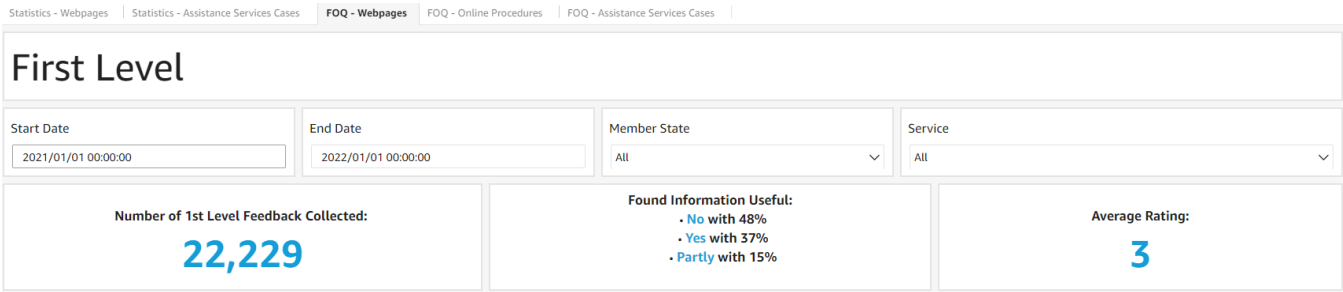 Statistics - Webpages Statistics - Assistance Services Cases FOQ - Webpages FOQ - Online Procedures FOQ - Assistance Services Cases
First Level
Start Date End Date Member State Service
2021/01/01 00:00:00 2022/01/01 00:00:00 All All
Number of 1st Level Feedback Collected:
22,229
Found Information Useful:
• No with 48%
• Yes with 37%
• Partly with 15%
Average Rating:
3